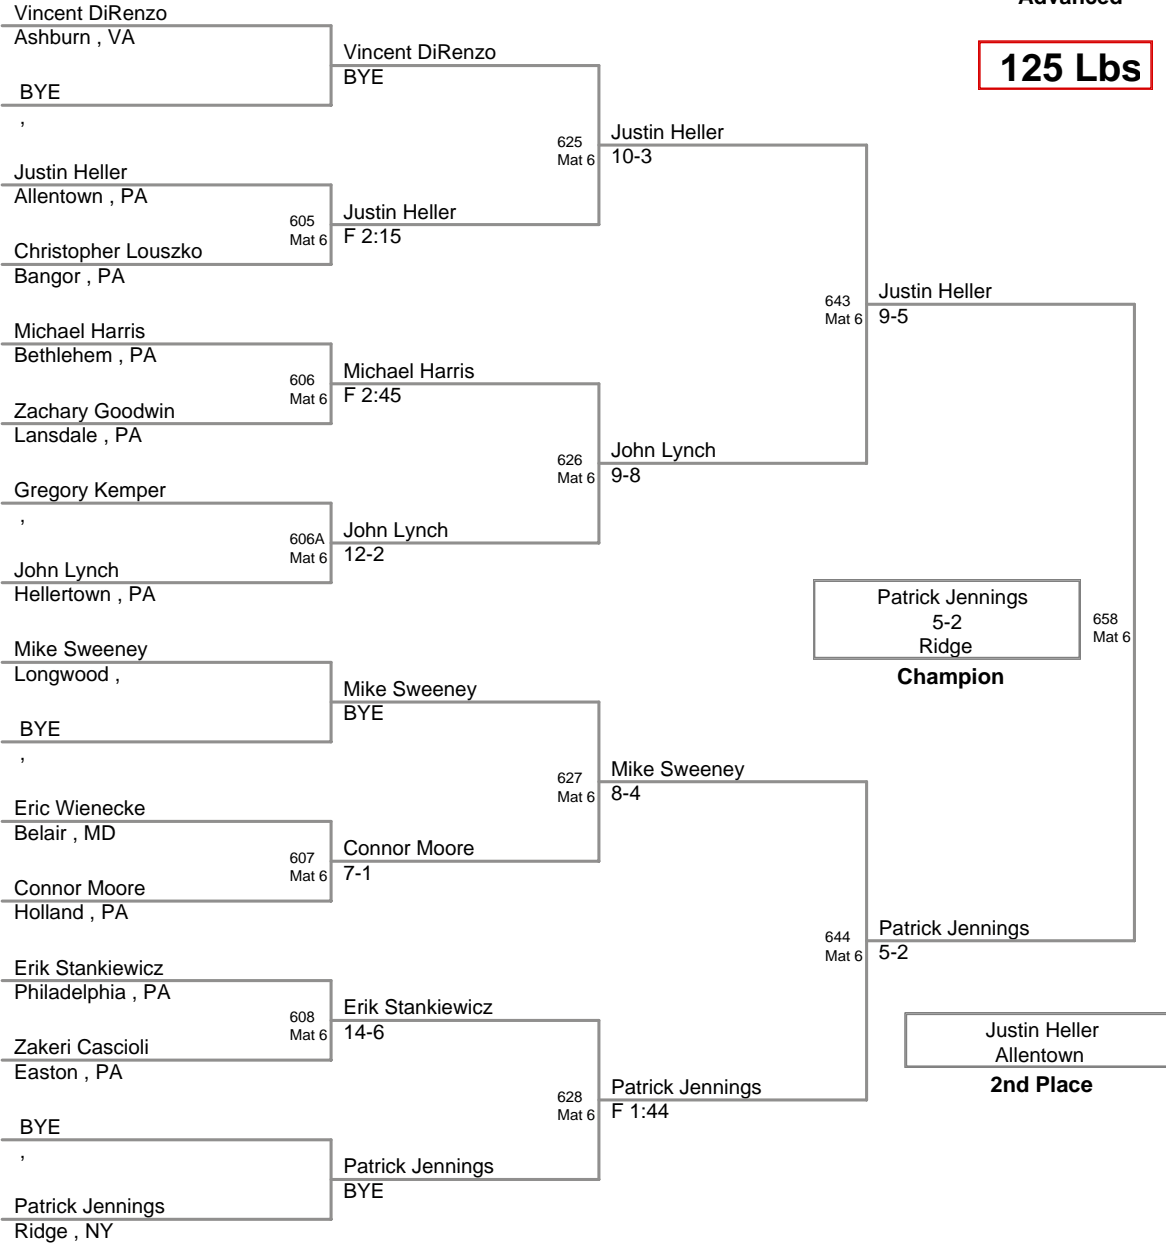 Advanced
125 Lbs
Vincent DiRenzo
Ashburn , VA
BYE
,
Justin Heller
Allentown , PA
Christopher Louszko
Bangor , PA
Michael Harris
Bethlehem , PA
Zachary Goodwin
Lansdale , PA
Gregory Kemper
,
John Lynch
Hellertown , PA
Mike Sweeney
Longwood ,
BYE
,
Eric Wienecke
Belair , MD
Connor Moore
Holland , PA
Erik Stankiewicz
Philadelphia , PA
Zakeri Cascioli
Easton , PA
BYE
,
Patrick Jennings
Ridge , NY
Vincent DiRenzo
BYE
605
Mat 6
Justin Heller
F 2:15
606
Mat 6
Michael Harris
F 2:45
606A
Mat 6
John Lynch
12-2
Mike Sweeney
BYE
607
Mat 6
Connor Moore
7-1
608
Mat 6
Erik Stankiewicz
14-6
Patrick Jennings
BYE
625
Mat 6
Justin Heller
10-3
626
Mat 6
John Lynch
9-8
627
Mat 6
Mike Sweeney
8-4
628
Mat 6
Patrick Jennings
F 1:44
643
Mat 6
Justin Heller
9-5
644
Mat 6
Patrick Jennings
5-2
658
Mat 6
Patrick Jennings
5-2
Ridge
Champion
Justin Heller
Allentown
2nd Place